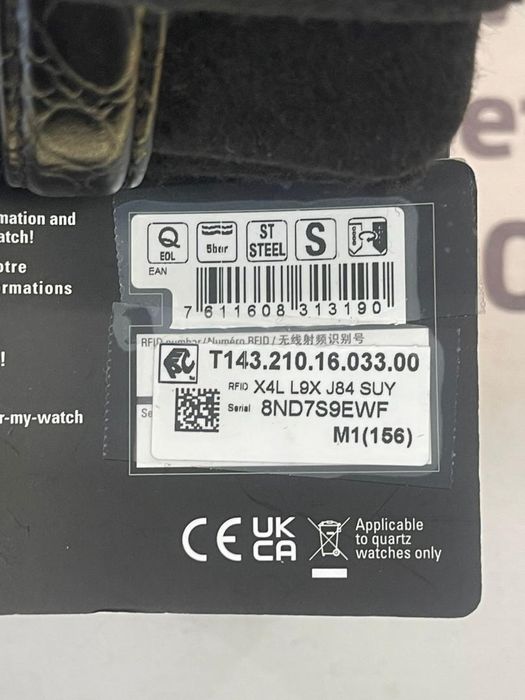 mation and
atch!
otre
rmations
!
r-my-watch
Q
EOL
5bar
ST
STEEL
S
EAN
7 611608 313190
RFID number/Numéro RFID / 无线射频识别号
T143.210.16.033.00
RFID X4L L9X J84 SUY
Se
Serial 8ND7S9EWF
M1(156)
CE UK
CA
Applicable
to quartz
watches only